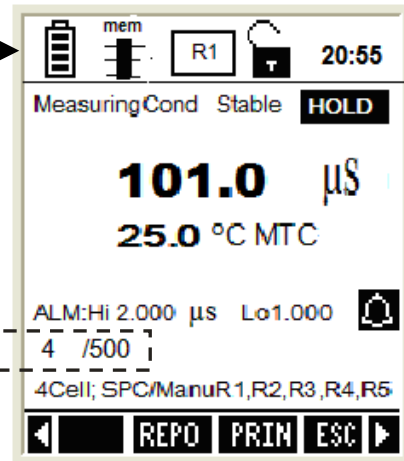 mem
R1
20:55
MeasuringCond Stable HOLD
101.0 µS
25.0 °C MTC
ALM:Hi 2.000 µs Lo1.000
4 /500
4Cell; SPC/ManuR1,R2,R3,R4,R5
REPO PRIN ESC